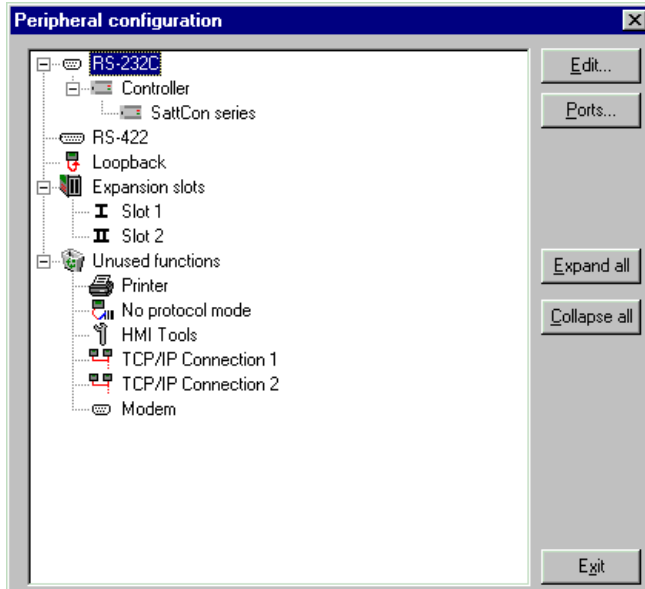 Peripheral configuration
RS-232C
Controller
SattCon series
RS-422
Loopback
Expansion slots
Slot 1
Slot 2
Unused functions
Printer
No protocol mode
HMI Tools
TCP/IP Connection 1
TCP/IP Connection 2
Modem
Edit...
Ports...
Expand all
Collapse all
Exit